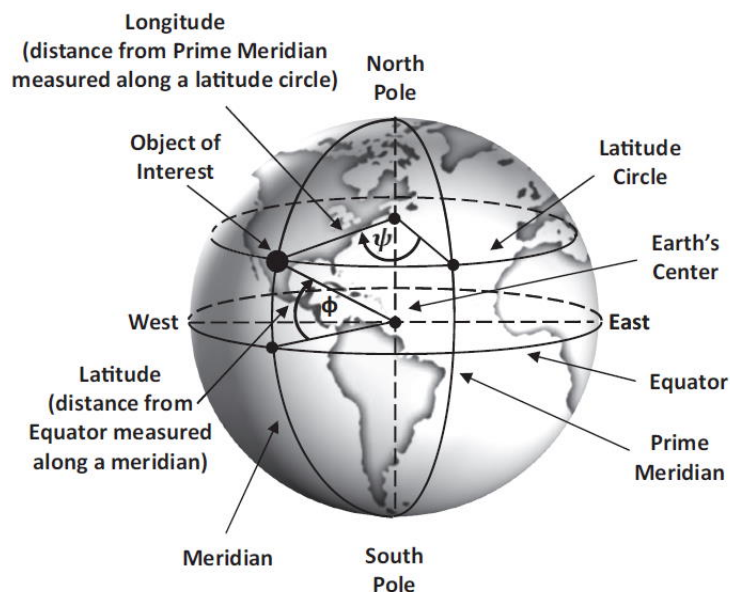 Longitude
(distance from Prime Meridian
measured along a latitude circle)
North
Pole
Object of
Interest
Latitude
Circle
ψ
Earth's
Center
ϕ
West
East
Latitude
(distance from
Equator measured
along a meridian)
Equator
Prime
Meridian
Meridian
South
Pole